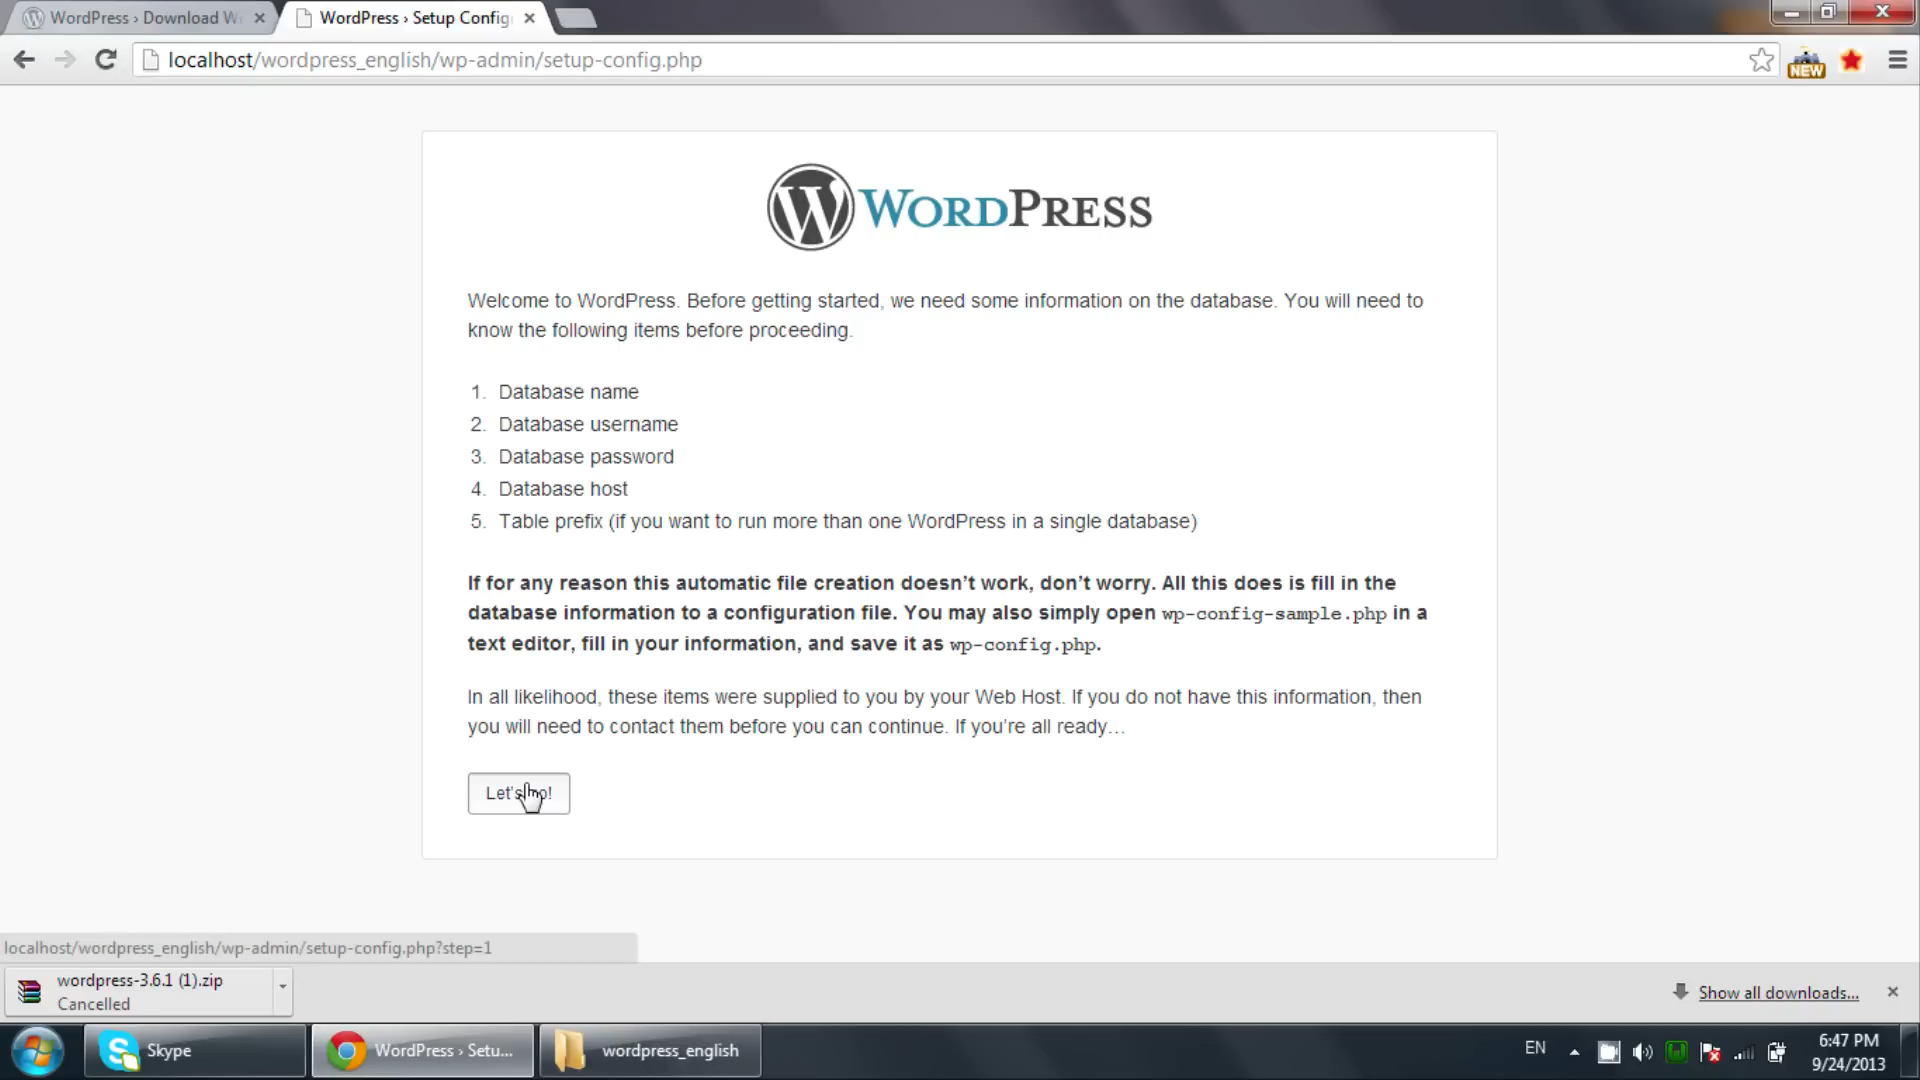 WordPress › Download W
WordPress › Setup Config
localhost/wordpress_english/wp-admin/setup-config.php
NEW
WORDPRESS
Welcome to WordPress. Before getting started, we need some information on the database. You will need to
know the following items before proceeding.
1. Database name
2. Database username
3. Database password
4. Database host
5. Table prefix (if you want to run more than one WordPress in a single database)
If for any reason this automatic file creation doesn’t work, don’t worry. All this does is fill in the
database information to a configuration file. You may also simply open wp-config-sample.php in a
text editor, fill in your information, and save it as wp-config.php.
In all likelihood, these items were supplied to you by your Web Host. If you do not have this information, then
you will need to contact them before you can continue. If you’re all ready…
Let’s go!
localhost/wordpress_english/wp-admin/setup-config.php?step=1
wordpress-3.6.1 (1).zip
Cancelled
Show all downloads...
Skype
WordPress › Setu...
wordpress_english
EN
6:47 PM
9/24/2013